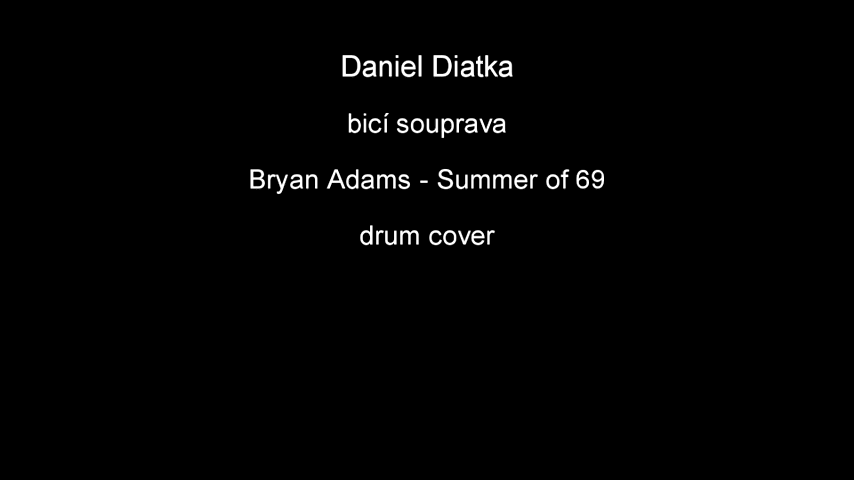 Daniel Diatka
bicí souprava
Bryan Adams - Summer of 69
drum cover